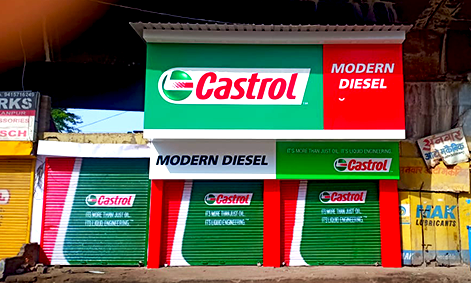 Castrol
MODERN
DIESEL
RKS
ANPUR
SSORIES
SCH
MODERN DIESEL
IT'S MORE THAN JUST OIL. IT'S LIQUID ENGINEERING.
Castrol
Castrol
IT'S MORE THAN JUST OIL.
IT'S LIQUID ENGINEERING.
Castrol
IT'S MORE THAN JUST OIL.
IT'S LIQUID ENGINEERING.
Castrol
IT'S MORE THAN JUST OIL.
IT'S LIQUID ENGINEERING.
MAK
LUBRICANTS